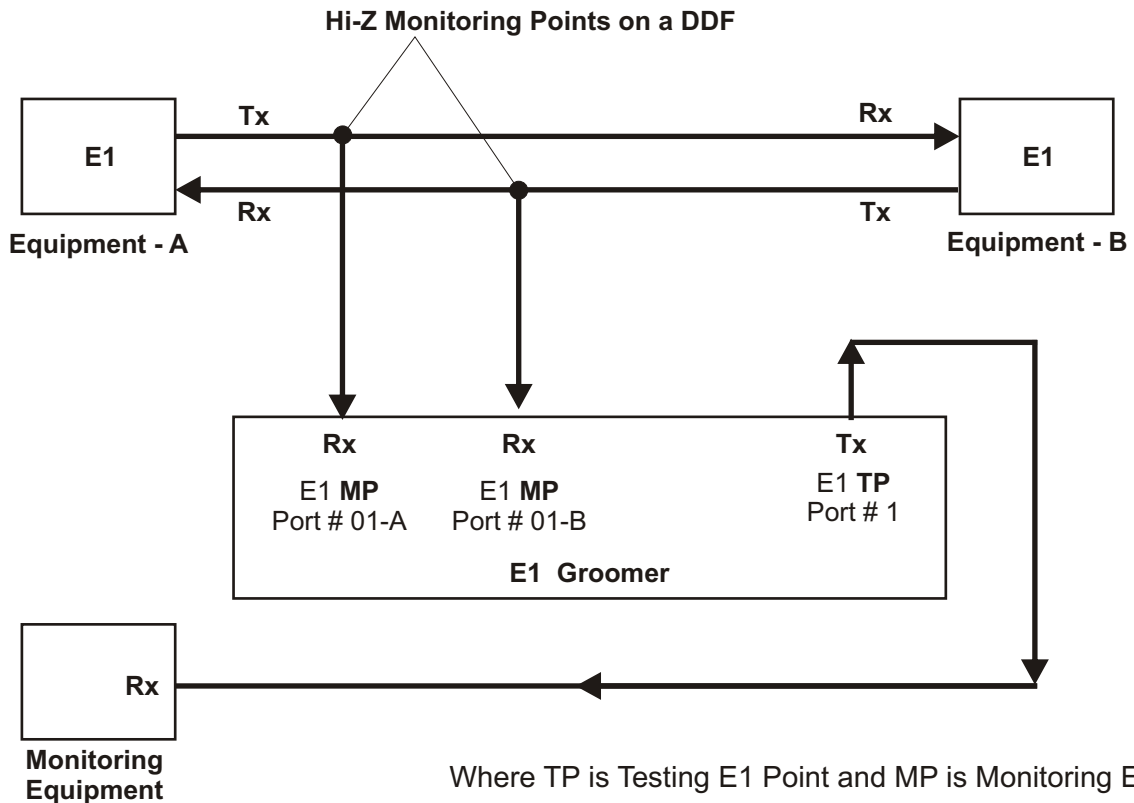 Hi-Z Monitoring Points on a DDF
Tx
Rx
E1
E1
Rx
Tx
Equipment - A
Equipment - B
Rx
Rx
Tx
E1 MP
Port # 01-A
E1 MP
Port # 01-B
E1 TP
Port # 1
E1 Groomer
Rx
Monitoring
Equipment
Where TP is Testing E1 Point and MP is Monitoring E